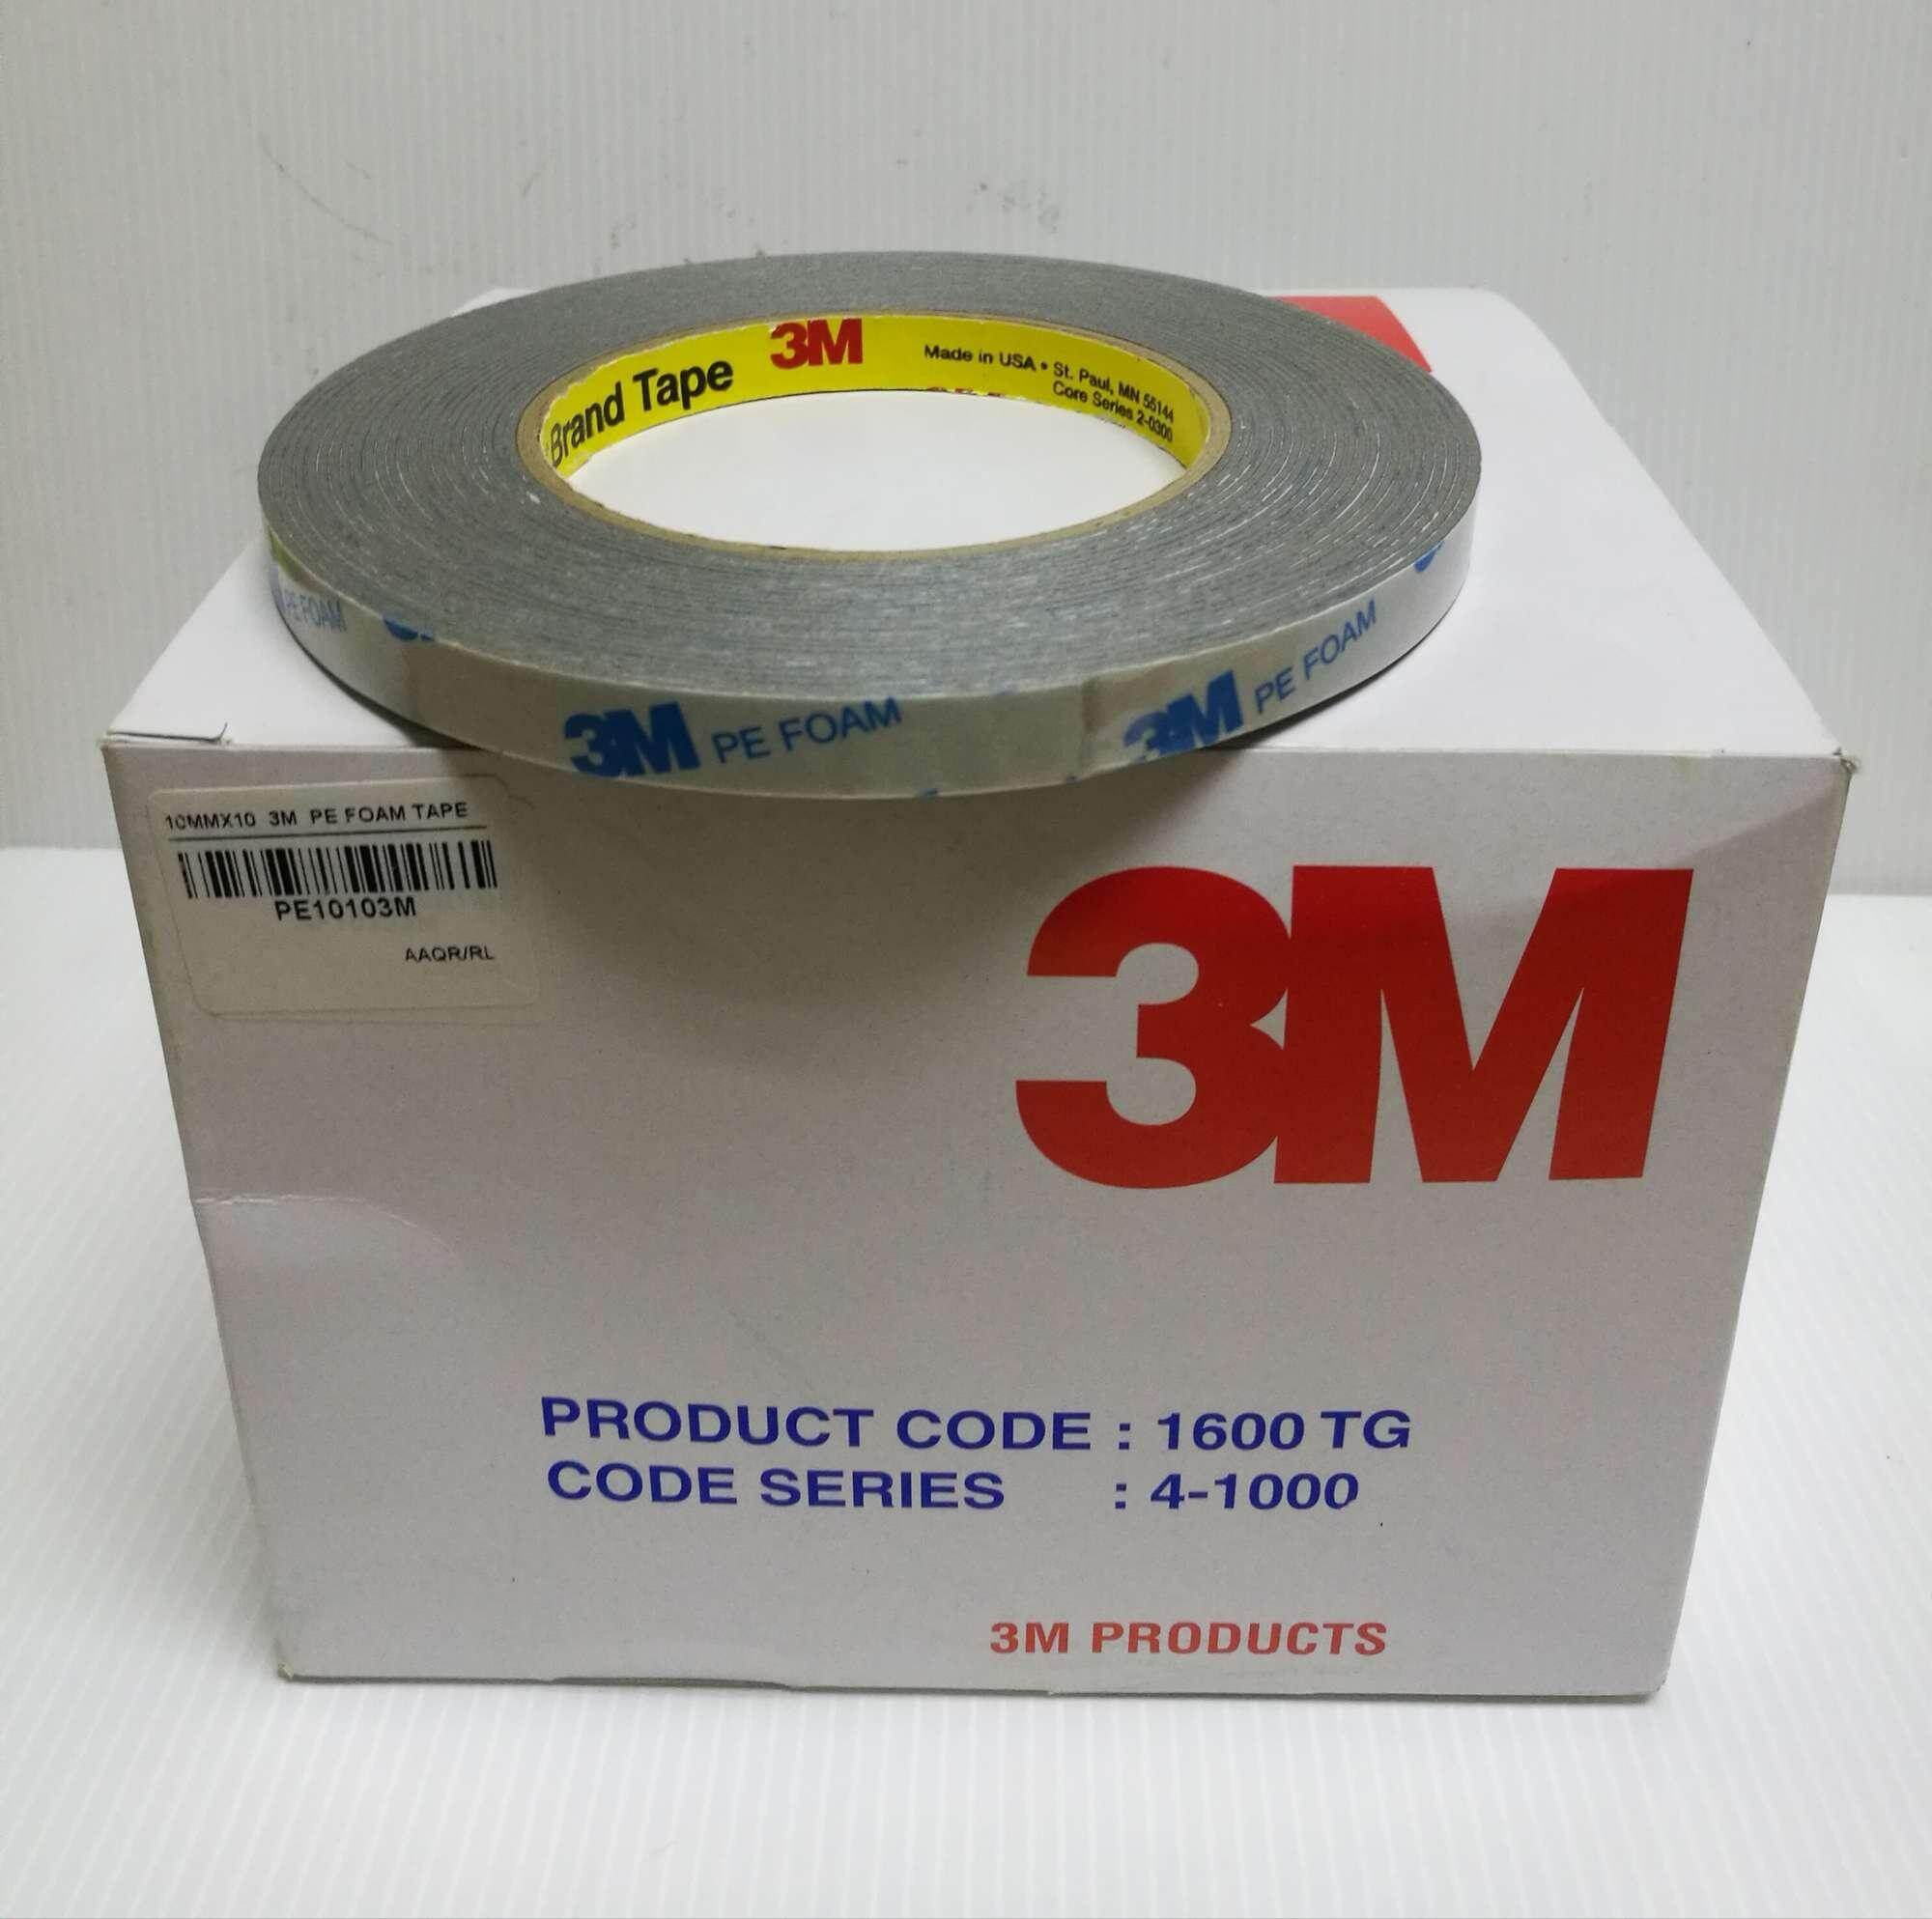 Brand Tape 3M Made in USA • St. Paul, MN 55144
Core Series 2-0300
PE FOAM 3M PE FOAM 3M PE FOAM
10MMX10 3M PE FOAM TAPE
PE10103M
AAQR/RL
3M
PRODUCT CODE : 1600 TG
CODE SERIES : 4-1000
3M PRODUCTS